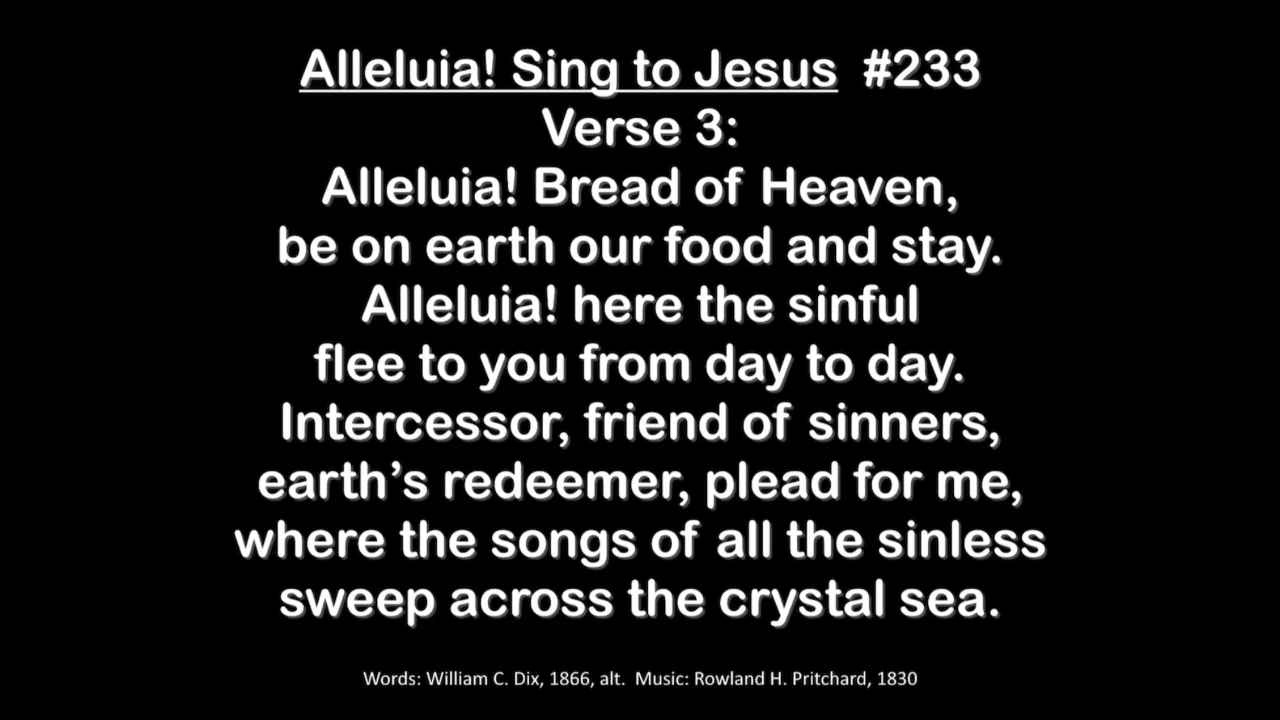 Alleluia! Sing to Jesus #233
Verse 3:
Alleluia! Bread of Heaven,
be on earth our food and stay.
Alleluia! here the sinful
flee to you from day to day.
Intercessor, friend of sinners,
earth’s redeemer, plead for me,
where the songs of all the sinless
sweep across the crystal sea.
Words: William C. Dix, 1866, alt. Music: Rowland H. Pritchard, 1830